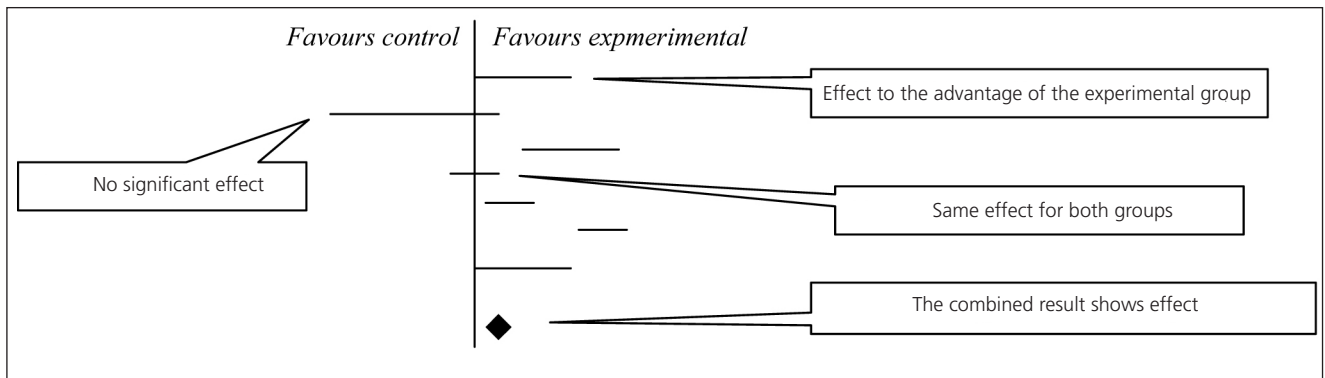 Favours control
Favours expmerimental
Effect to the advantage of the experimental group
No significant effect
Same effect for both groups
The combined result shows effect